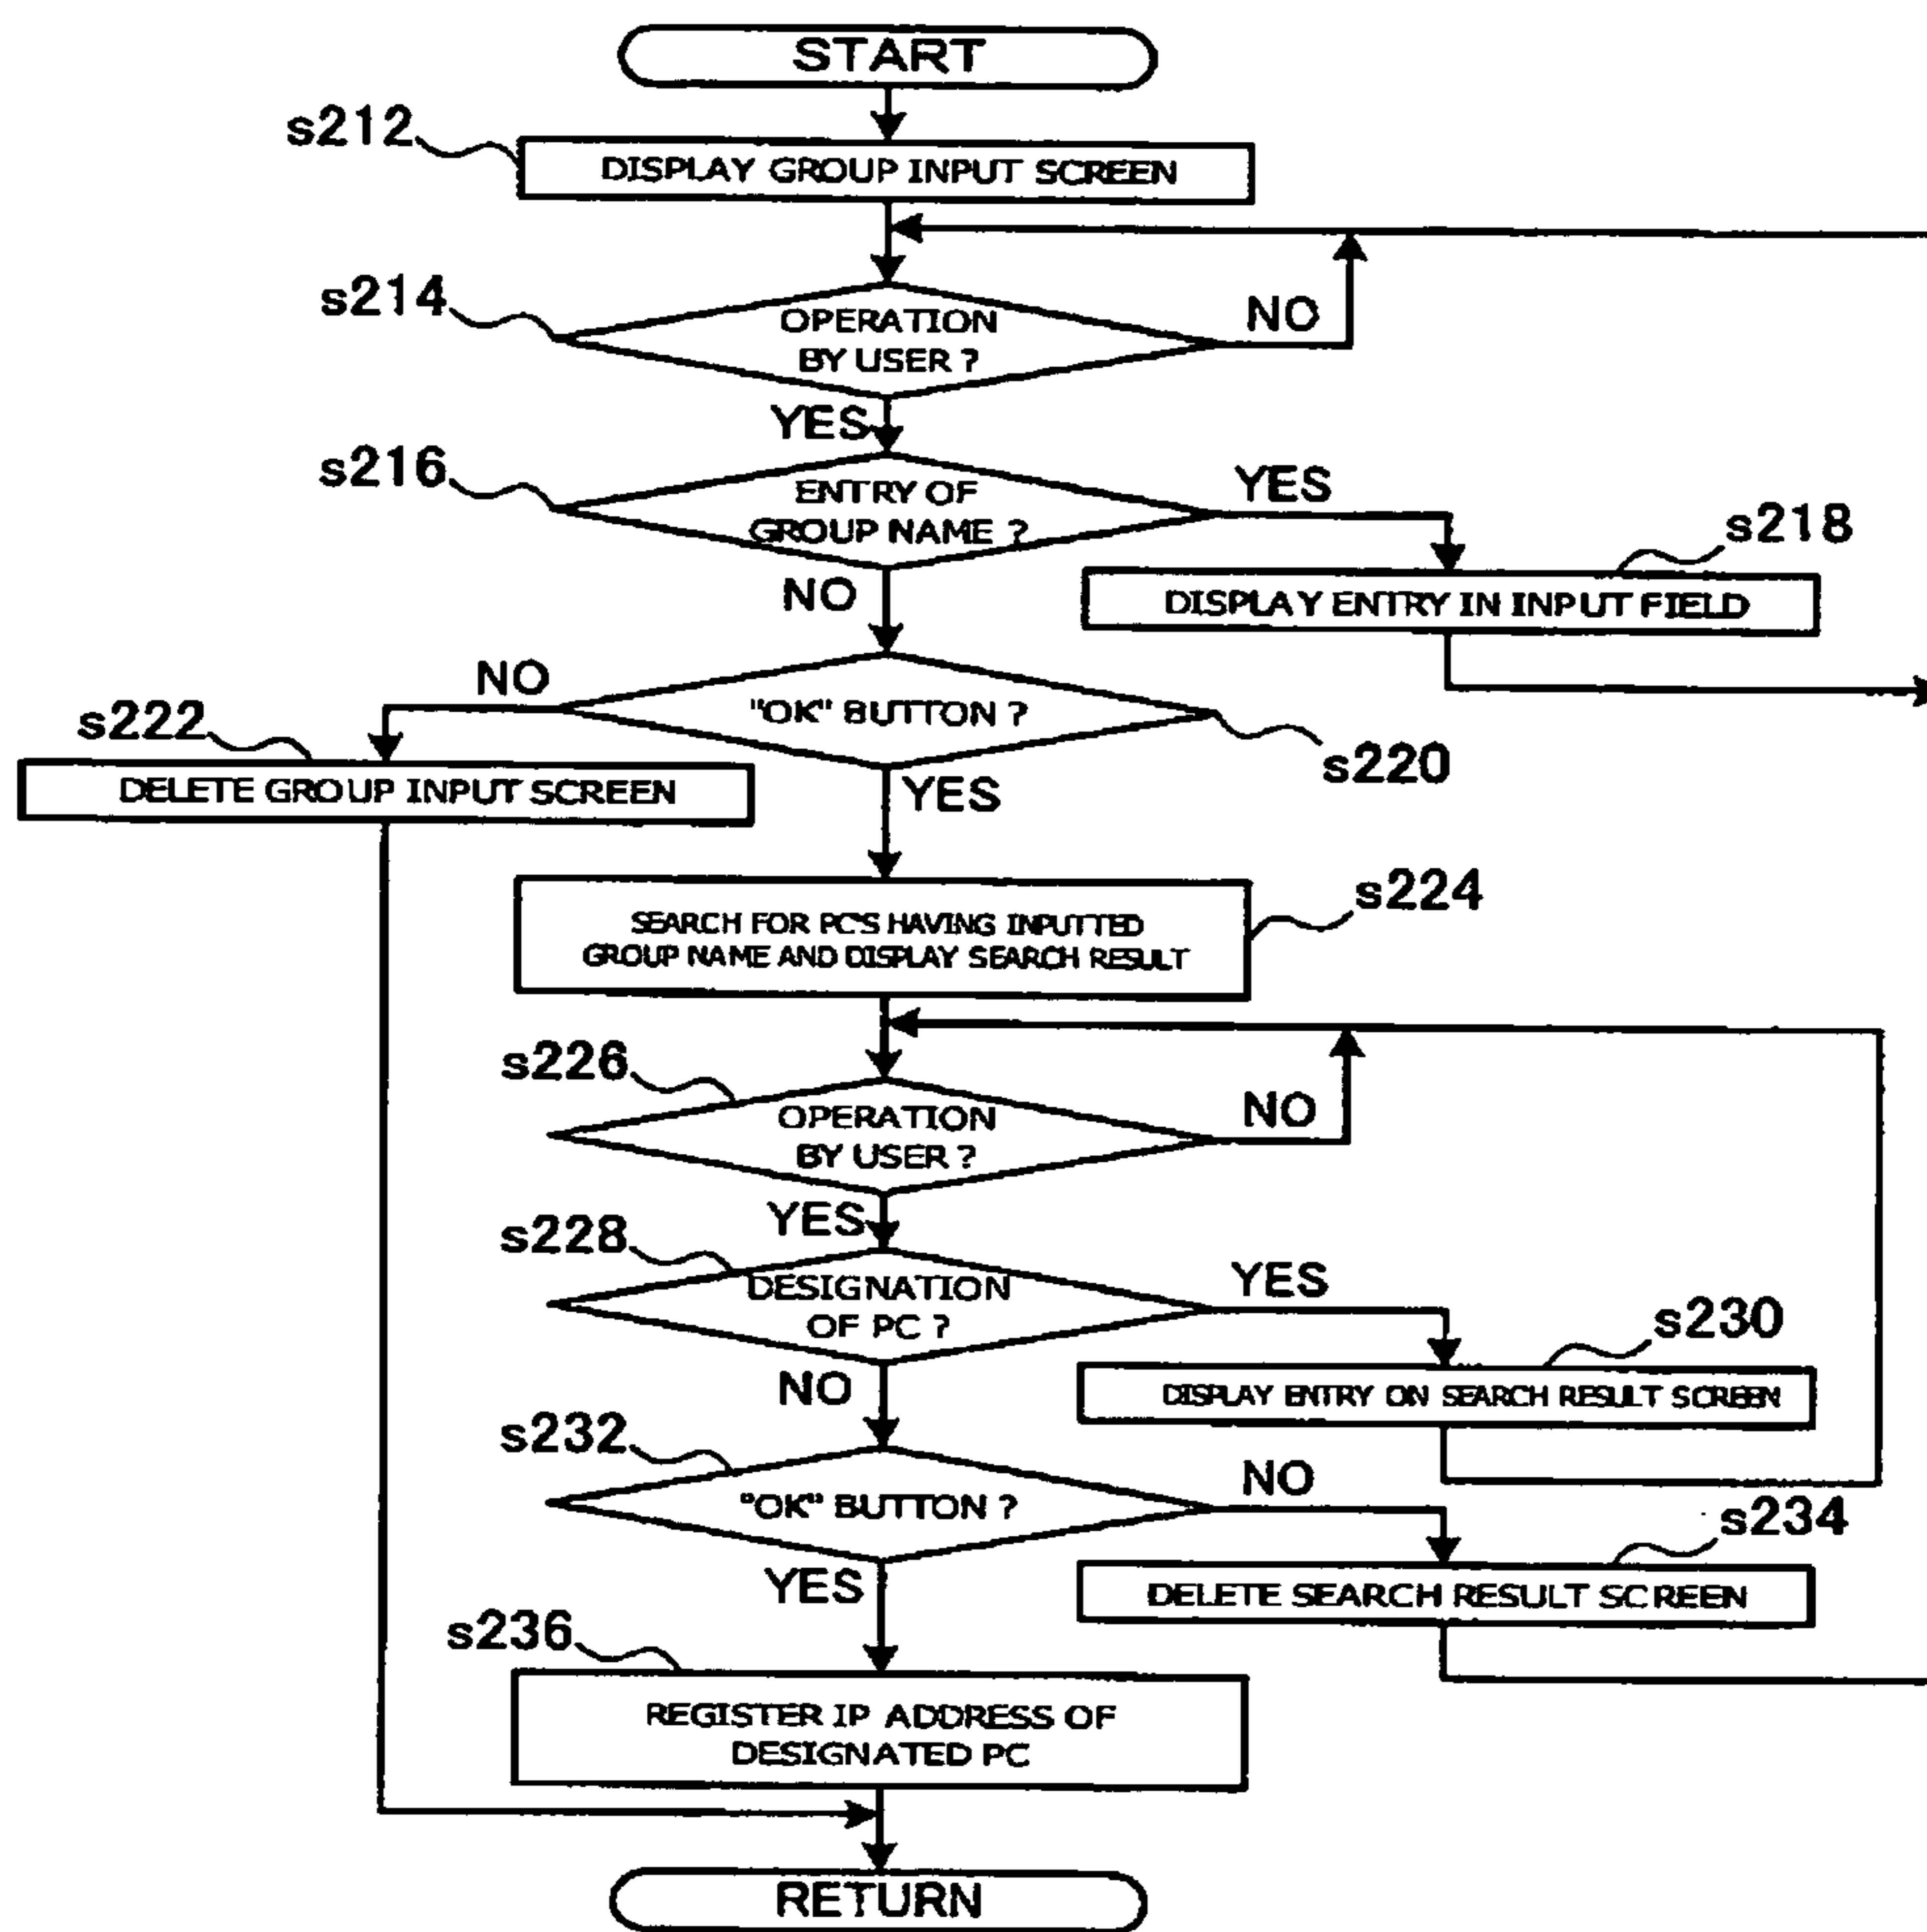 START
s212
DISPLAY GROUP INPUT SCREEN
s214
OPERATION
BY USER ?
NO
YES
s216
ENTRY OF
GROUP NAME ?
YES
s218
NO
DISPLAY ENTRY IN INPUT FIELD
NO
s222
"OK" BUTTON ?
s220
DELETE GROUP INPUT SCREEN
YES
s224
SEARCH FOR PC'S HAVING INPUTTED
GROUP NAME AND DISPLAY SEARCH RESULT
s226
OPERATION
BY USER ?
NO
YES
s228
DESIGNATION
OF PC ?
YES
s230
NO
DISPLAY ENTRY ON SEARCH RESULT SCREEN
s232
"OK" BUTTON ?
NO
s234
YES
DELETE SEARCH RESULT SCREEN
s236
REGISTER IP ADDRESS OF
DESIGNATED PC
RETURN